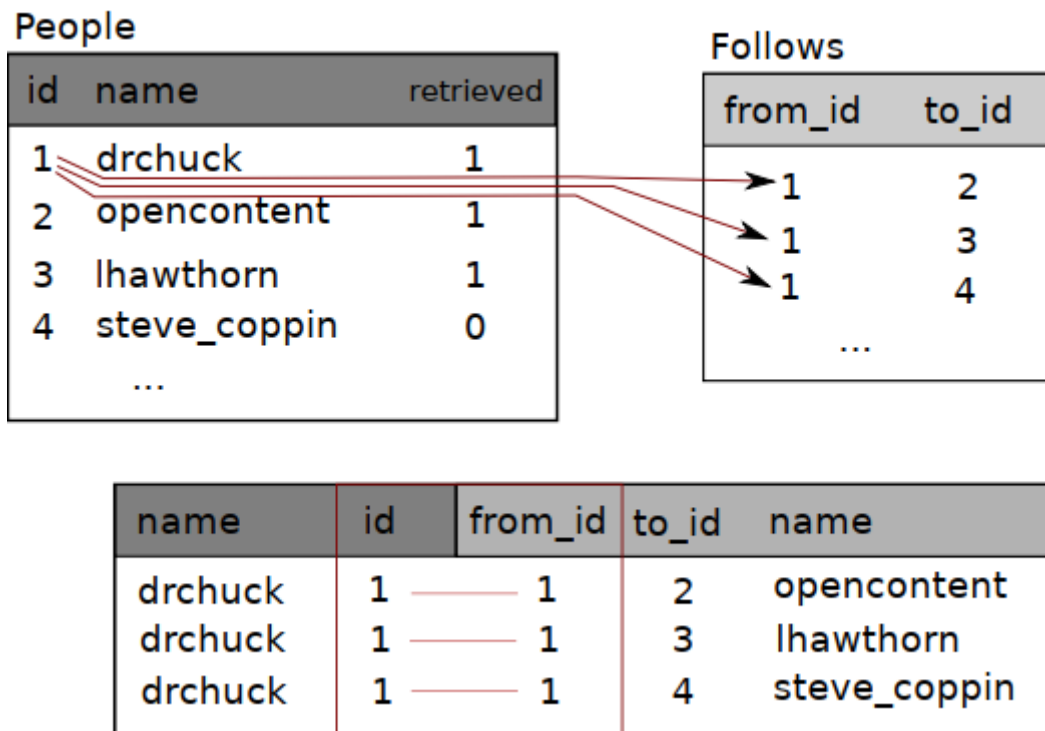 People
id name retrieved
1 drchuck 1
2 opencontent 1
3 lhawthorn 1
4 steve_coppin 0
...
Follows
from_id to_id
1 2
1 3
1 4
...
name id from_id to_id name
drchuck 1 1 2 opencontent
drchuck 1 1 3 lhawthorn
drchuck 1 1 4 steve_coppin